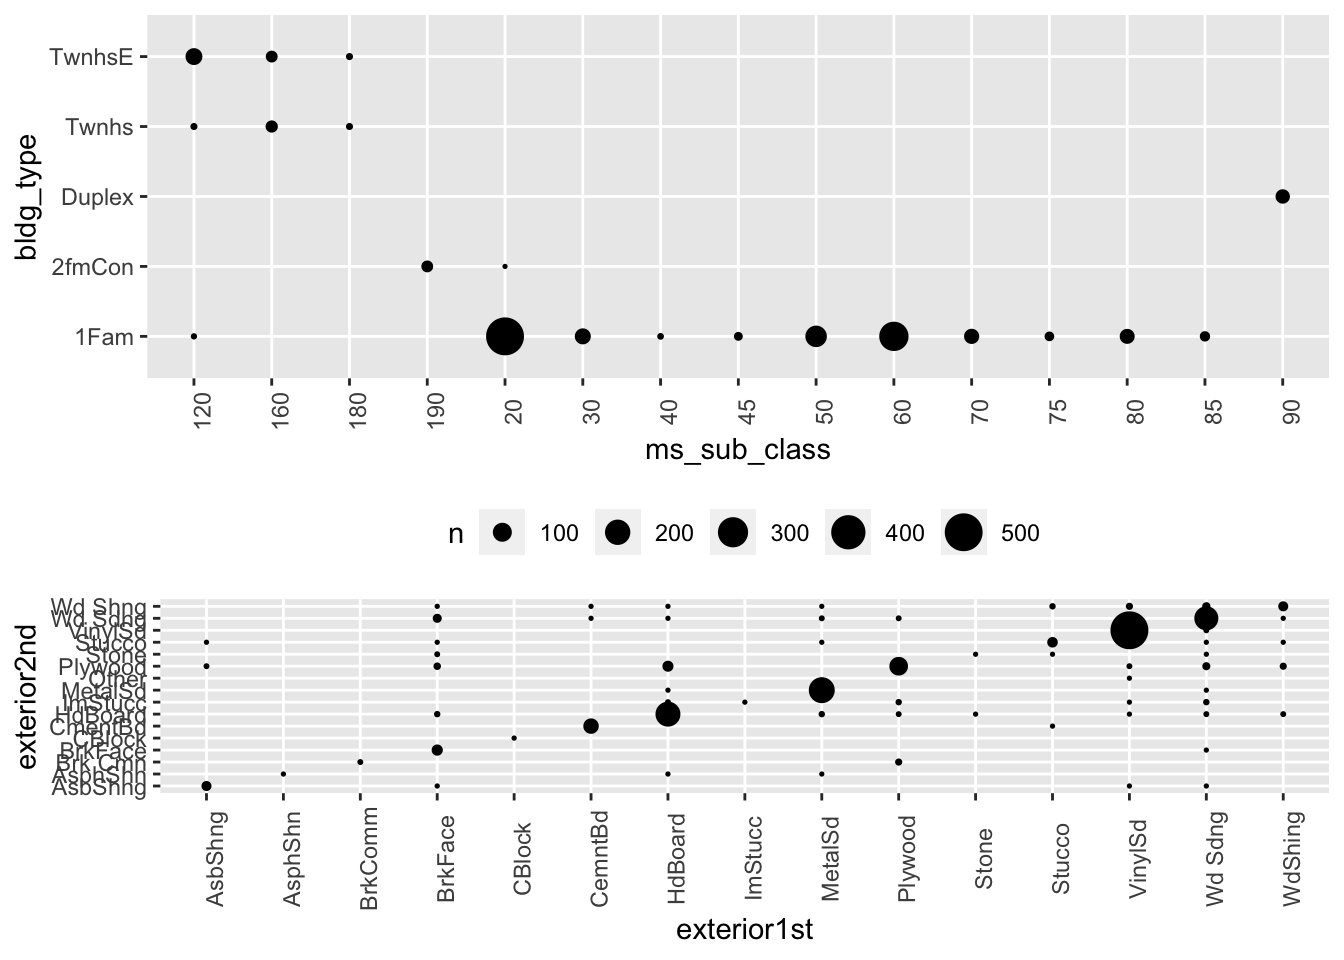 TwnhsE
Twnhs
Duplex
2fmCon
1Fam
bldg_type
120 160 180 190 20 30 40 45 50 60 70 75 80 85 90
ms_sub_class
n 100 200 300 400 500
Wd Shng
Wd Sdng
VinylSd
Stucco
Stone
Plywood
Other
MetalSd
ImStucc
HdBoard
CmentBd
CBlock
BrkFace
Brk Cmn
AsphShn
AsbShng
exterior2nd
AsbShng AsphShn BrkComm BrkFace CBlock CemntBd HdBoard ImStucc MetalSd Plywood Stone Stucco VinylSd Wd Sdng WdShing
exterior1st